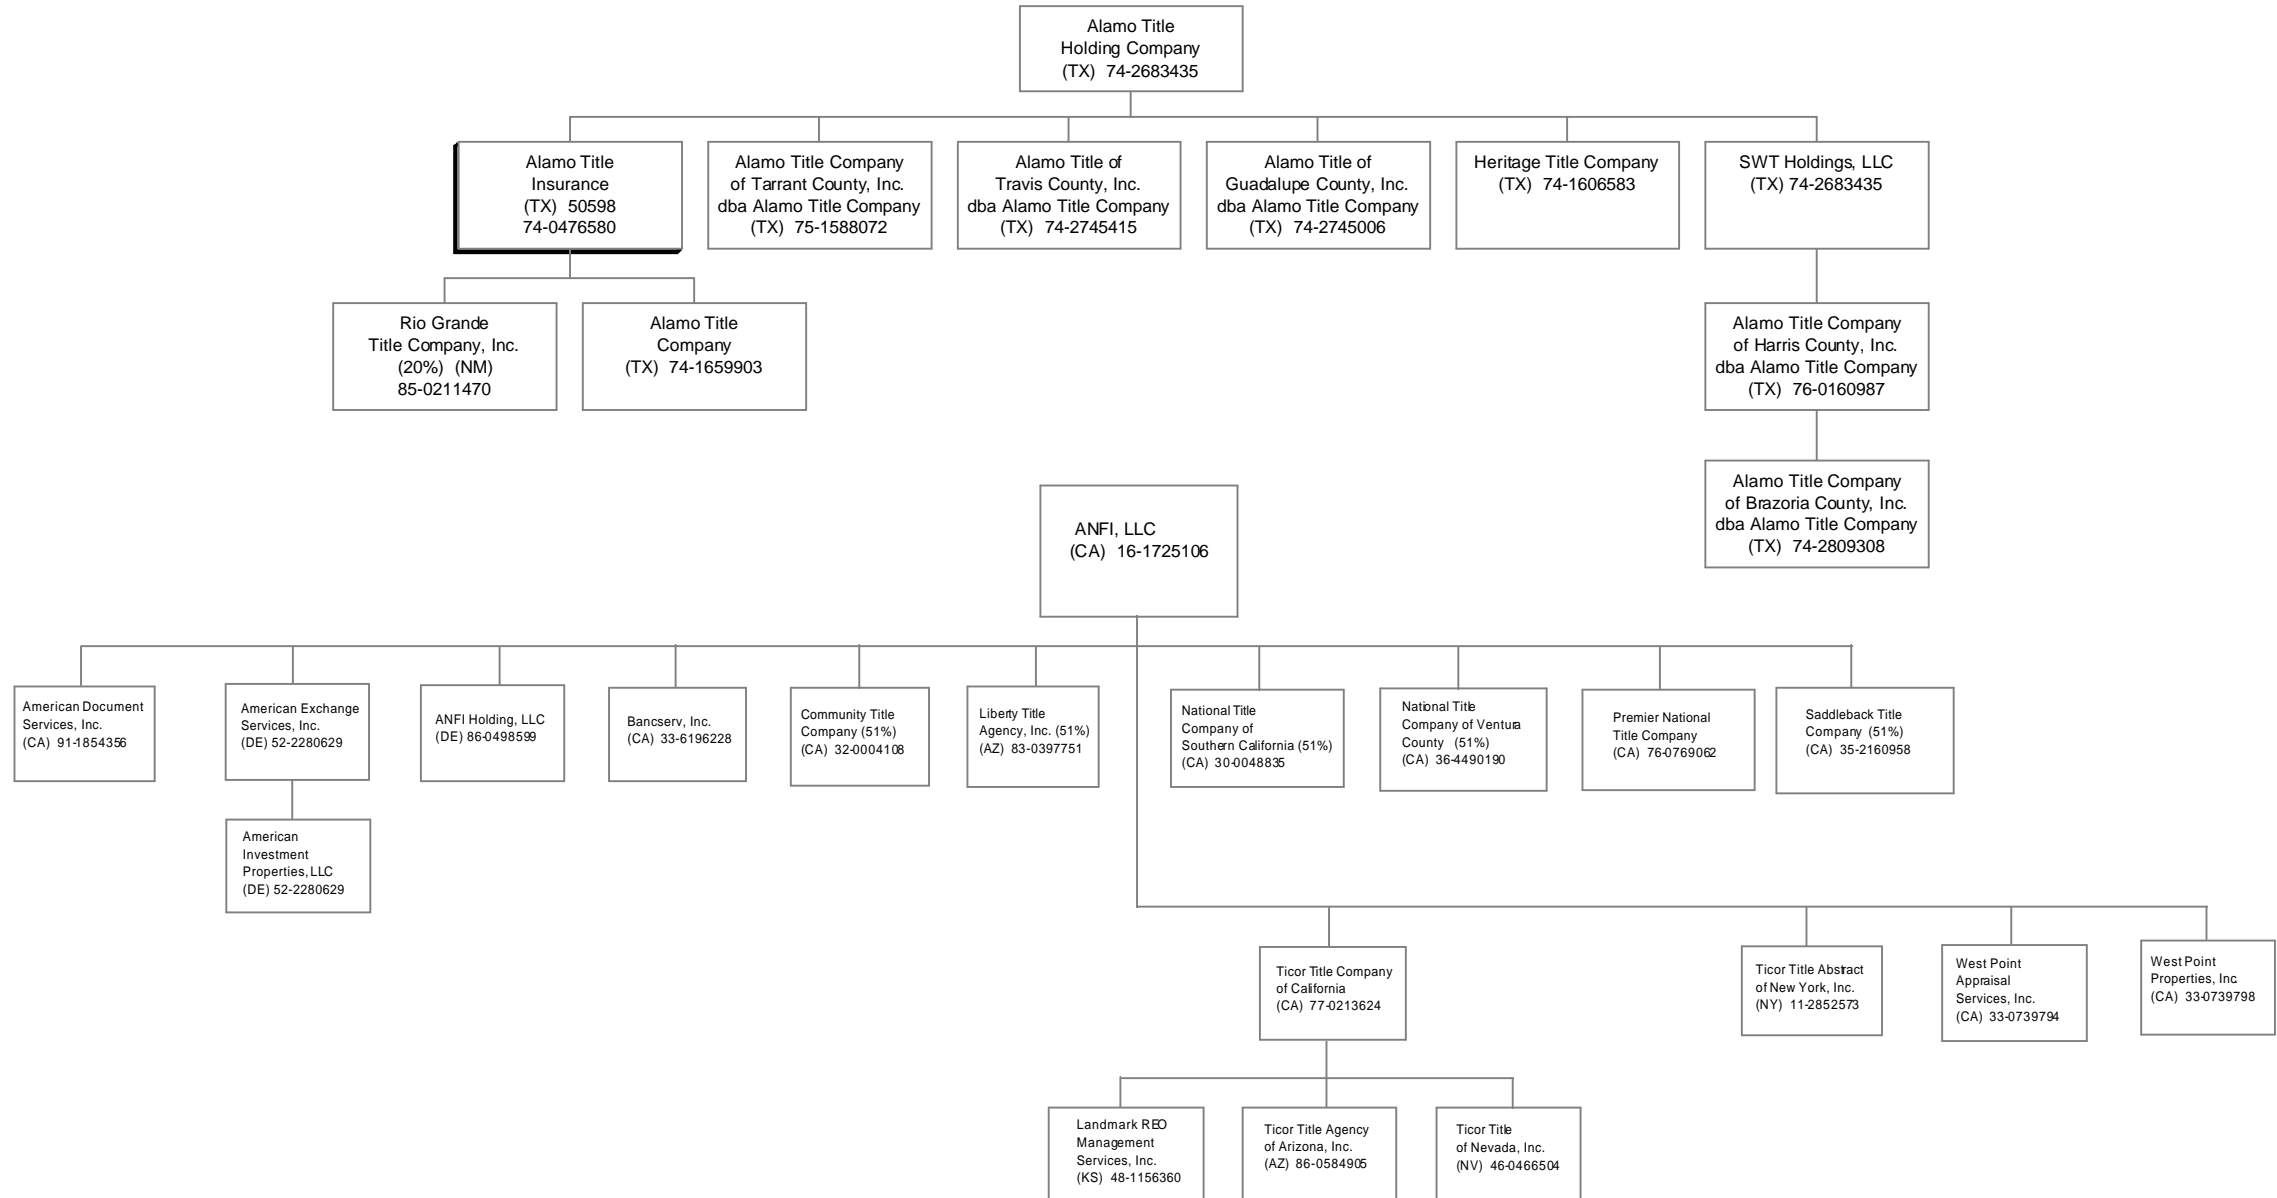 Alamo Title
Holding Company
(TX) 74-2683435
Alamo Title
Insurance
(TX) 50598
74-0476580
Alamo Title Company
of Tarrant County, Inc.
dba Alamo Title Company
(TX) 75-1588072
Alamo Title of
Travis County, Inc.
dba Alamo Title Company
(TX) 74-2745415
Alamo Title of
Guadalupe County, Inc.
dba Alamo Title Company
(TX) 74-2745006
Heritage Title Company
(TX) 74-1606583
SWT Holdings, LLC
(TX) 74-2683435
Rio Grande
Title Company, Inc.
(20%) (NM)
85-0211470
Alamo Title
Company
(TX) 74-1659903
Alamo Title Company
of Harris County, Inc.
dba Alamo Title Company
(TX) 76-0160987
Alamo Title Company
of Brazoria County, Inc.
dba Alamo Title Company
(TX) 74-2809308
ANFI, LLC
(CA) 16-1725106
American Document
Services, Inc.
(CA) 91-1854356
American Exchange
Services, Inc.
(DE) 52-2280629
ANFI Holding, LLC
(DE) 86-0498599
Bancserv, Inc.
(CA) 33-6196228
Community Title
Company (51%)
(CA) 32-0004108
Liberty Title
Agency, Inc. (51%)
(AZ) 83-0397751
National Title
Company of
Southern California (51%)
(CA) 30-0048835
National Title
Company of Ventura
County (51%)
(CA) 36-4490190
Premier National
Title Company
(CA) 76-0769062
Saddleback Title
Company (51%)
(CA) 35-2160958
American
Investment
Properties, LLC
(DE) 52-2280629
Ticor Title Company
of California
(CA) 77-0213624
Ticor Title Abstract
of New York, Inc.
(NY) 11-2852573
West Point
Appraisal
Services, Inc.
(CA) 33-0739794
West Point
Properties, Inc.
(CA) 33-0739798
Landmark REO
Management
Services, Inc.
(KS) 48-1156360
Ticor Title Agency
of Arizona, Inc.
(AZ) 86-0584905
Ticor Title
of Nevada, Inc.
(NV) 46-0466504